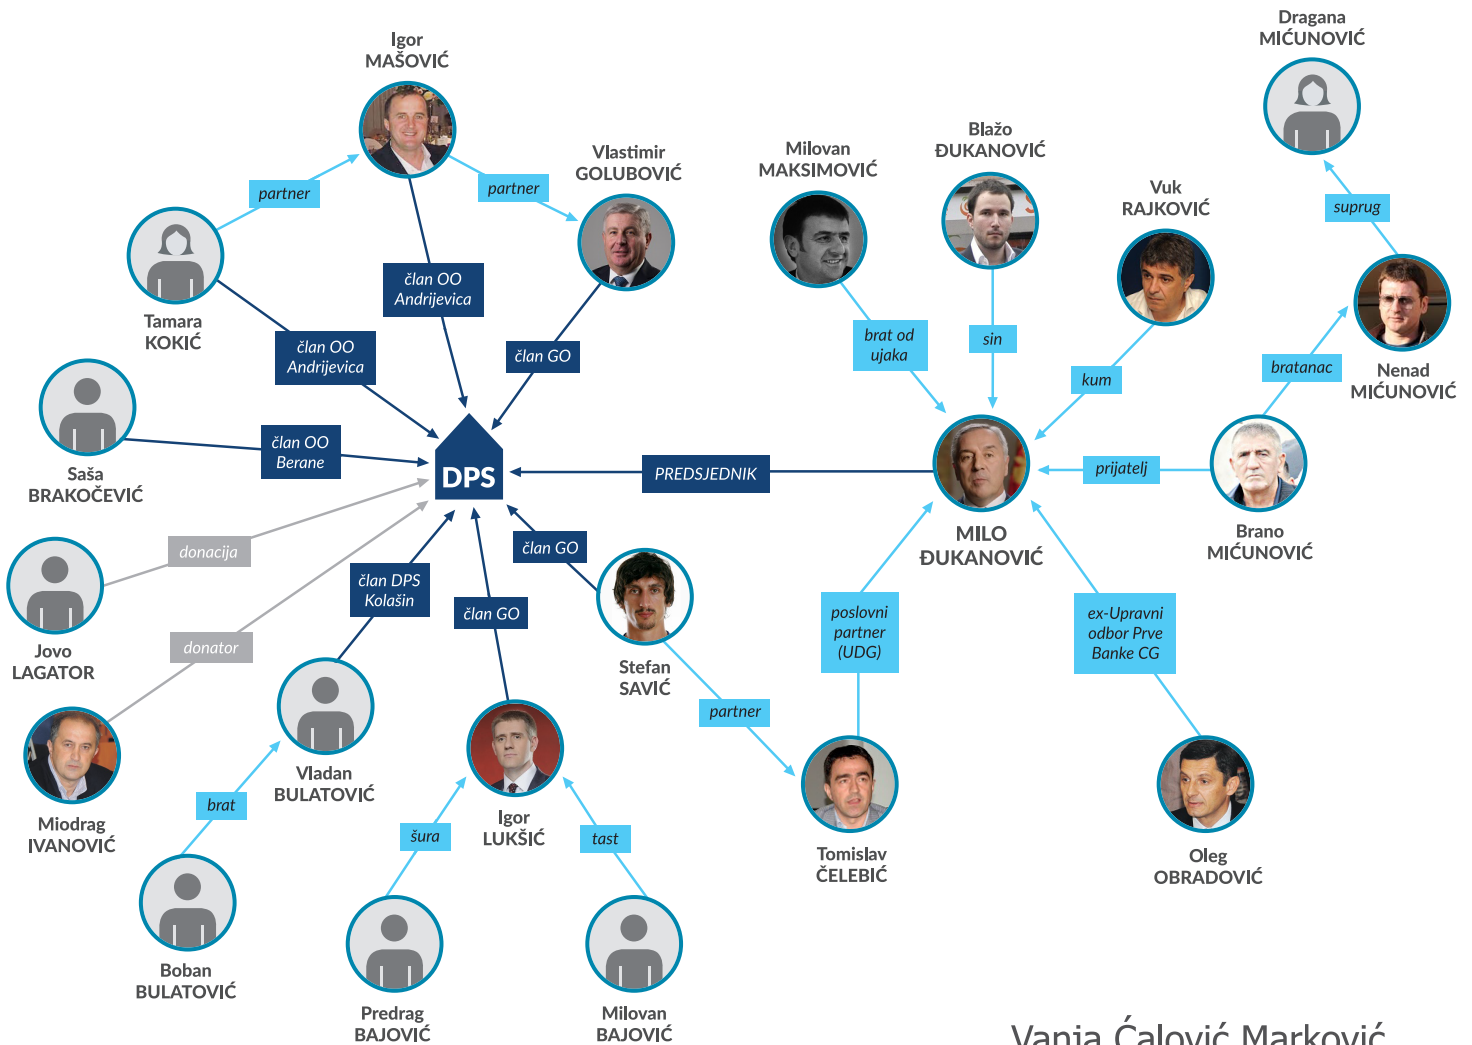 Dragana
MIĆUNOVIĆ
Igor
MAŠOVIĆ
Blažo
ĐUKANOVIĆ
Milovan
MAKSIMOVIĆ
Vlastimir
GOLUBOVIĆ
Vuk
RAJKOVIĆ
partner
partner
suprug
član OO
Andrijevica
Tamara
KOKIĆ
član OO
Andrijevica
član GO
brat od
ujaka
sin
kum
bratanac
Nenad
MIĆUNOVIĆ
Saša
BRAKOČEVIĆ
član OO
Berane
DPS
PREDSJEDNIK
prijatelj
MILO
ĐUKANOVIĆ
Brano
MIĆUNOVIĆ
donacija
član GO
član DPS
Kolašin
član GO
donator
Jovo
LAGATOR
Stefan
SAVIĆ
poslovni
partner
(UDG)
ex-Upravni
odbor Prve
Banke CG
partner
Vladan
BULATOVIĆ
Miodrag
IVANOVIĆ
brat
Igor
LUKŠIĆ
šura
tast
Tomislav
ČELEBIĆ
Oleg
OBRADOVIĆ
Boban
BULATOVIĆ
Predrag
BAJOVIĆ
Milovan
BAJOVIĆ
Vanja Ćalović Marković